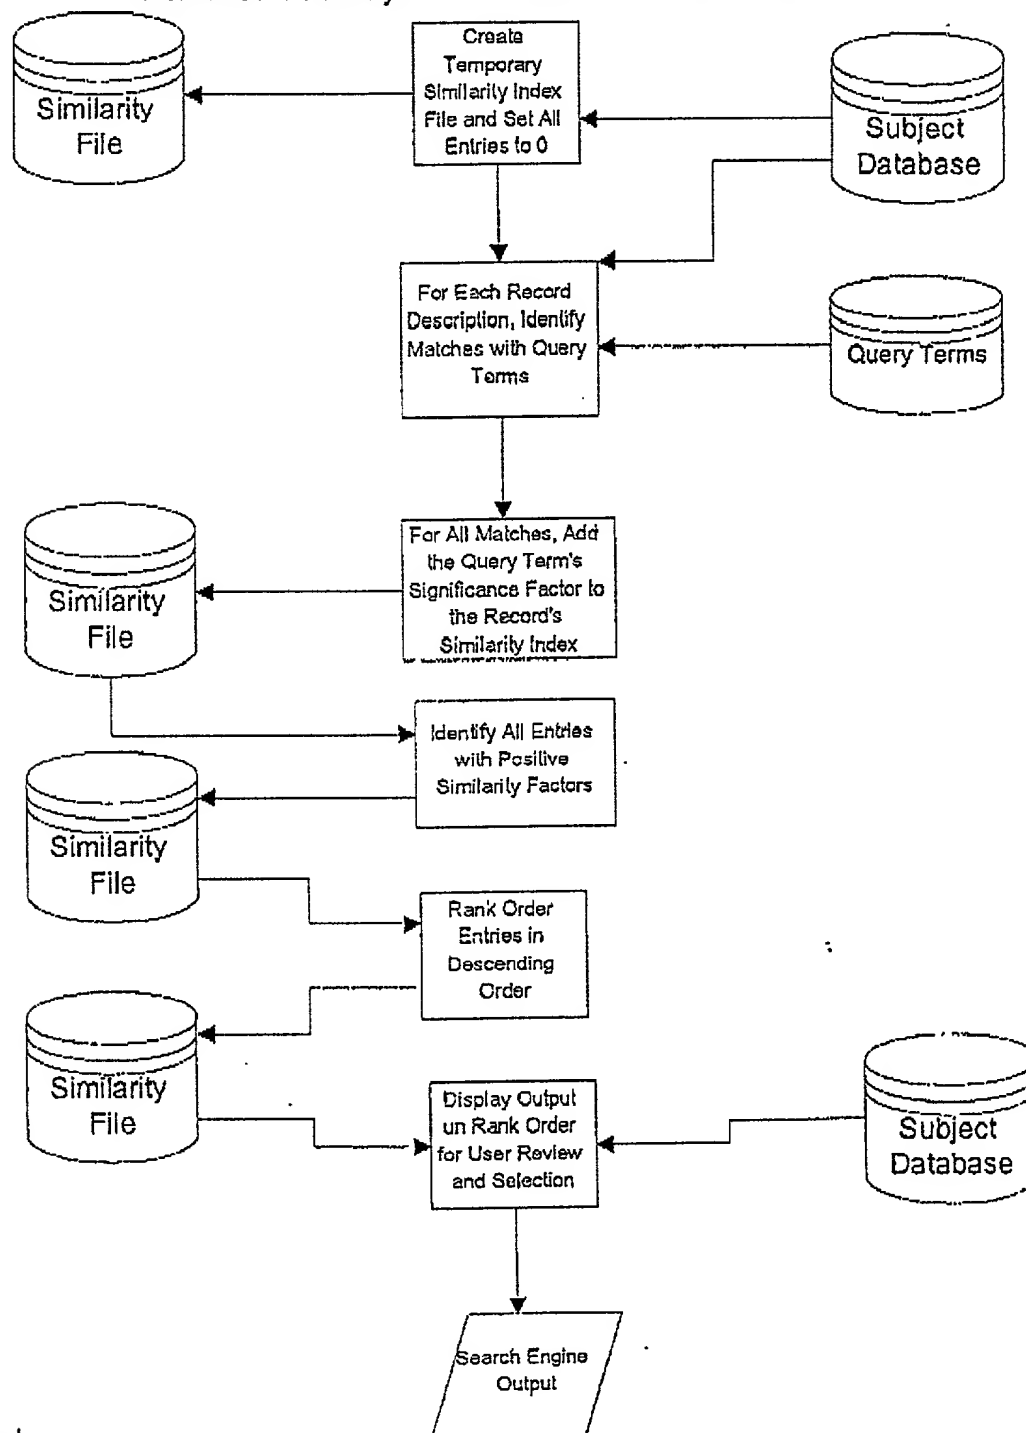 Create
Temporary
Similarity Index
File and Set All
Entries to 0
Similarity
File
Subject
Database
For Each Record
Description, Identify
Matches with Query
Terms
Query Terms
For All Matches, Add
the Query Term's
Significance Factor to
the Record's
Similarity Index
Similarity
File
Identify All Entries
with Positive
Similarity Factors
Similarity
File
Rank Order
Entries in
Descending
Order
Similarity
File
Display Output
un Rank Order
for User Review
and Selection
Subject
Database
Search Engine
Output